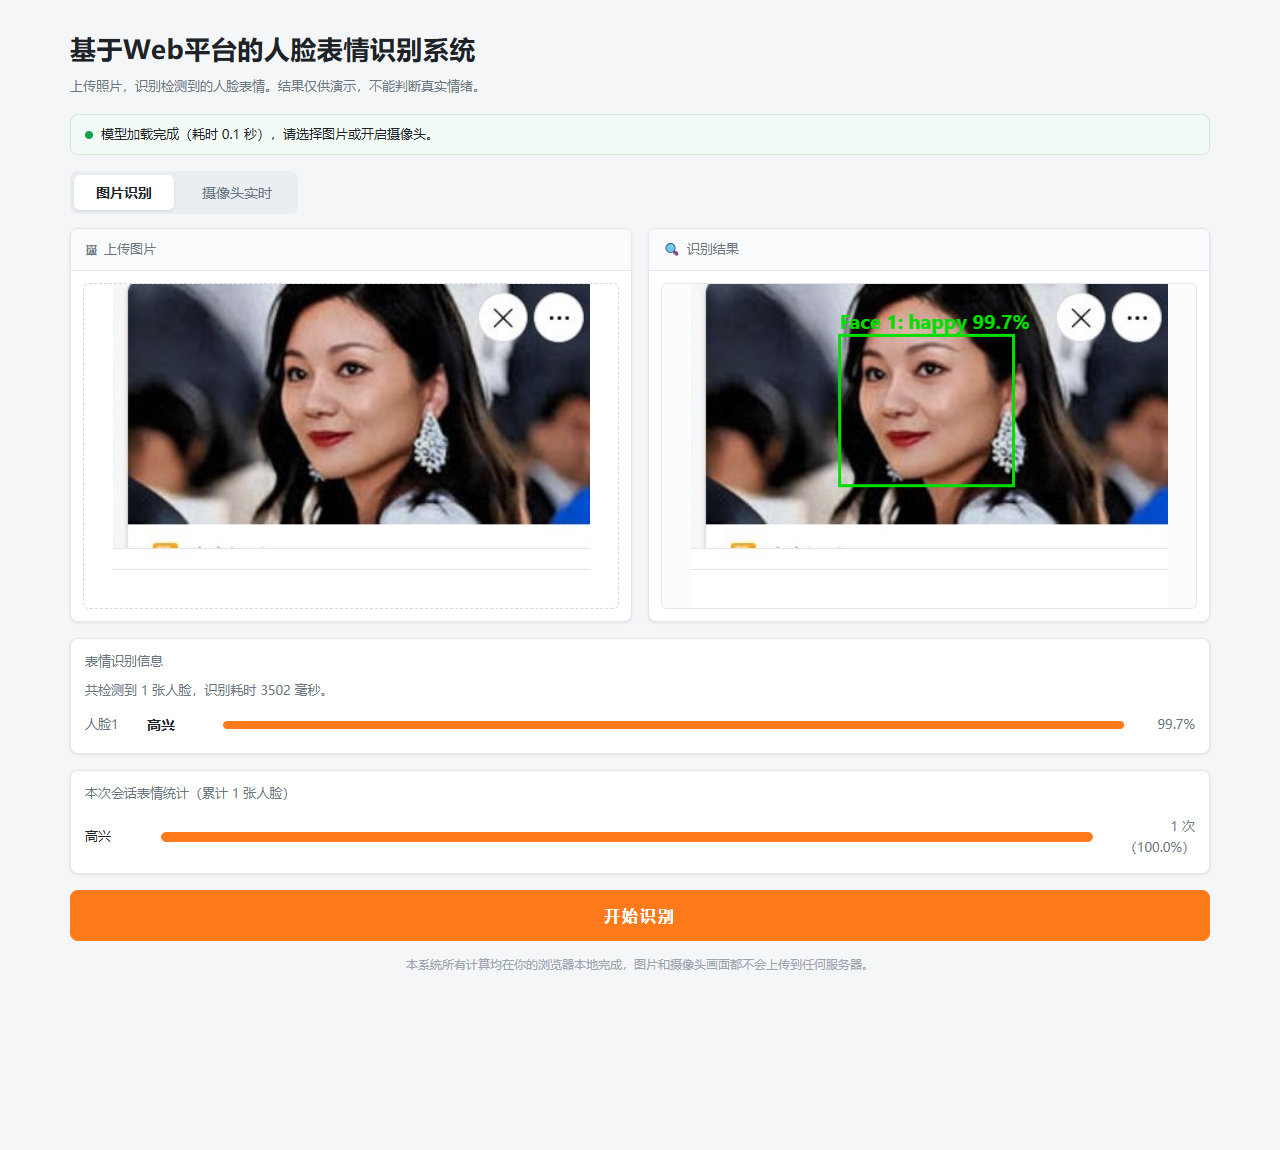 基于Web平台的人脸表情识别系统
上传照片，识别检测到的人脸表情。结果仅供演示，不能判断真实情绪。
模型加载完成（耗时 0.1 秒），请选择图片或开启摄像头。
图片识别
摄像头实时
上传图片
识别结果
Face 1: happy 99.7%
表情识别信息
共检测到 1 张人脸，识别耗时 3502 毫秒。
人脸1 高兴 99.7%
本次会话表情统计（累计 1 张人脸）
高兴 1 次
（100.0%）
开始识别
本系统所有计算均在你的浏览器本地完成，图片和摄像头画面都不会上传到任何服务器。